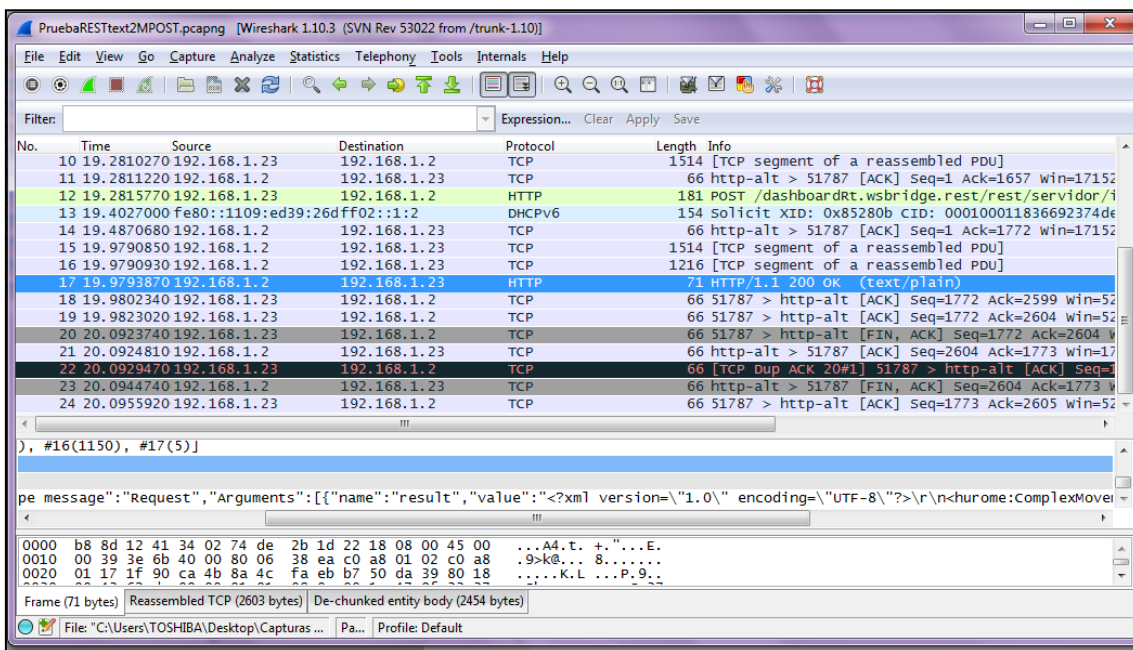 PruebaRESTtext2MPOST.pcapng [Wireshark 1.10.3 (SVN Rev 53022 from /trunk-1.10)]
File Edit View Go Capture Analyze Statistics Telephony Tools Internals Help
Filter: Expression... Clear Apply Save
No. Time Source Destination Protocol Length Info
10 19.2810270 192.168.1.23 192.168.1.2 TCP 1514 [TCP segment of a reassembled PDU]
11 19.2811220 192.168.1.2 192.168.1.23 TCP 66 http-alt > 51787 [ACK] Seq=1 Ack=1657 Win=17152
12 19.2815770 192.168.1.23 192.168.1.2 HTTP 181 POST /dashboardRt.wsbridge.rest/rest/servidor/i
13 19.4027000 fe80::1109:ed39:26d ff02::1:2 DHCPv6 154 Solicit XID: 0x85280b CID: 000100011836692374de
14 19.4870680 192.168.1.2 192.168.1.23 TCP 66 http-alt > 51787 [ACK] Seq=1 Ack=1772 Win=17152
15 19.9790850 192.168.1.2 192.168.1.23 TCP 1514 [TCP segment of a reassembled PDU]
16 19.9790930 192.168.1.2 192.168.1.23 TCP 1216 [TCP segment of a reassembled PDU]
17 19.9793870 192.168.1.2 192.168.1.23 HTTP 71 HTTP/1.1 200 OK (text/plain)
18 19.9802340 192.168.1.23 192.168.1.2 TCP 66 51787 > http-alt [ACK] Seq=1772 Ack=2599 Win=52
19 19.9823020 192.168.1.23 192.168.1.2 TCP 66 51787 > http-alt [ACK] Seq=1772 Ack=2604 Win=52
20 20.0923740 192.168.1.23 192.168.1.2 TCP 66 51787 > http-alt [FIN, ACK] Seq=1772 Ack=2604 W
21 20.0924810 192.168.1.2 192.168.1.23 TCP 66 http-alt > 51787 [ACK] Seq=2604 Ack=1773 Win=17
22 20.0929470 192.168.1.23 192.168.1.2 TCP 66 [TCP Dup ACK 20#1] 51787 > http-alt [ACK] Seq=1
23 20.0944740 192.168.1.2 192.168.1.23 TCP 66 http-alt > 51787 [FIN, ACK] Seq=2604 Ack=1773 W
24 20.0955920 192.168.1.23 192.168.1.2 TCP 66 51787 > http-alt [ACK] Seq=1773 Ack=2605 Win=52
), #16(1150), #17(5)]
pe message":"Request","Arguments":[{"name":"result","value":"<?xml version=\"1.0\" encoding=\"UTF-8\"?>\r\n<hurome:ComplexMove
0000 b8 8d 12 41 34 02 74 de 2b 1d 22 18 08 00 45 00 ...A4.t. +."...E.
0010 00 39 3e 6b 40 00 80 06 38 ea c0 a8 01 02 c0 a8 .9>k@... 8.......
0020 01 17 1f 90 ca 4b 8a 4c fa eb b7 50 da 39 80 18 .....K.L ...P.9..
Frame (71 bytes) Reassembled TCP (2603 bytes) De-chunked entity body (2454 bytes)
File: "C:\Users\TOSHIBA\Desktop\Capturas ... Pa... Profile: Default